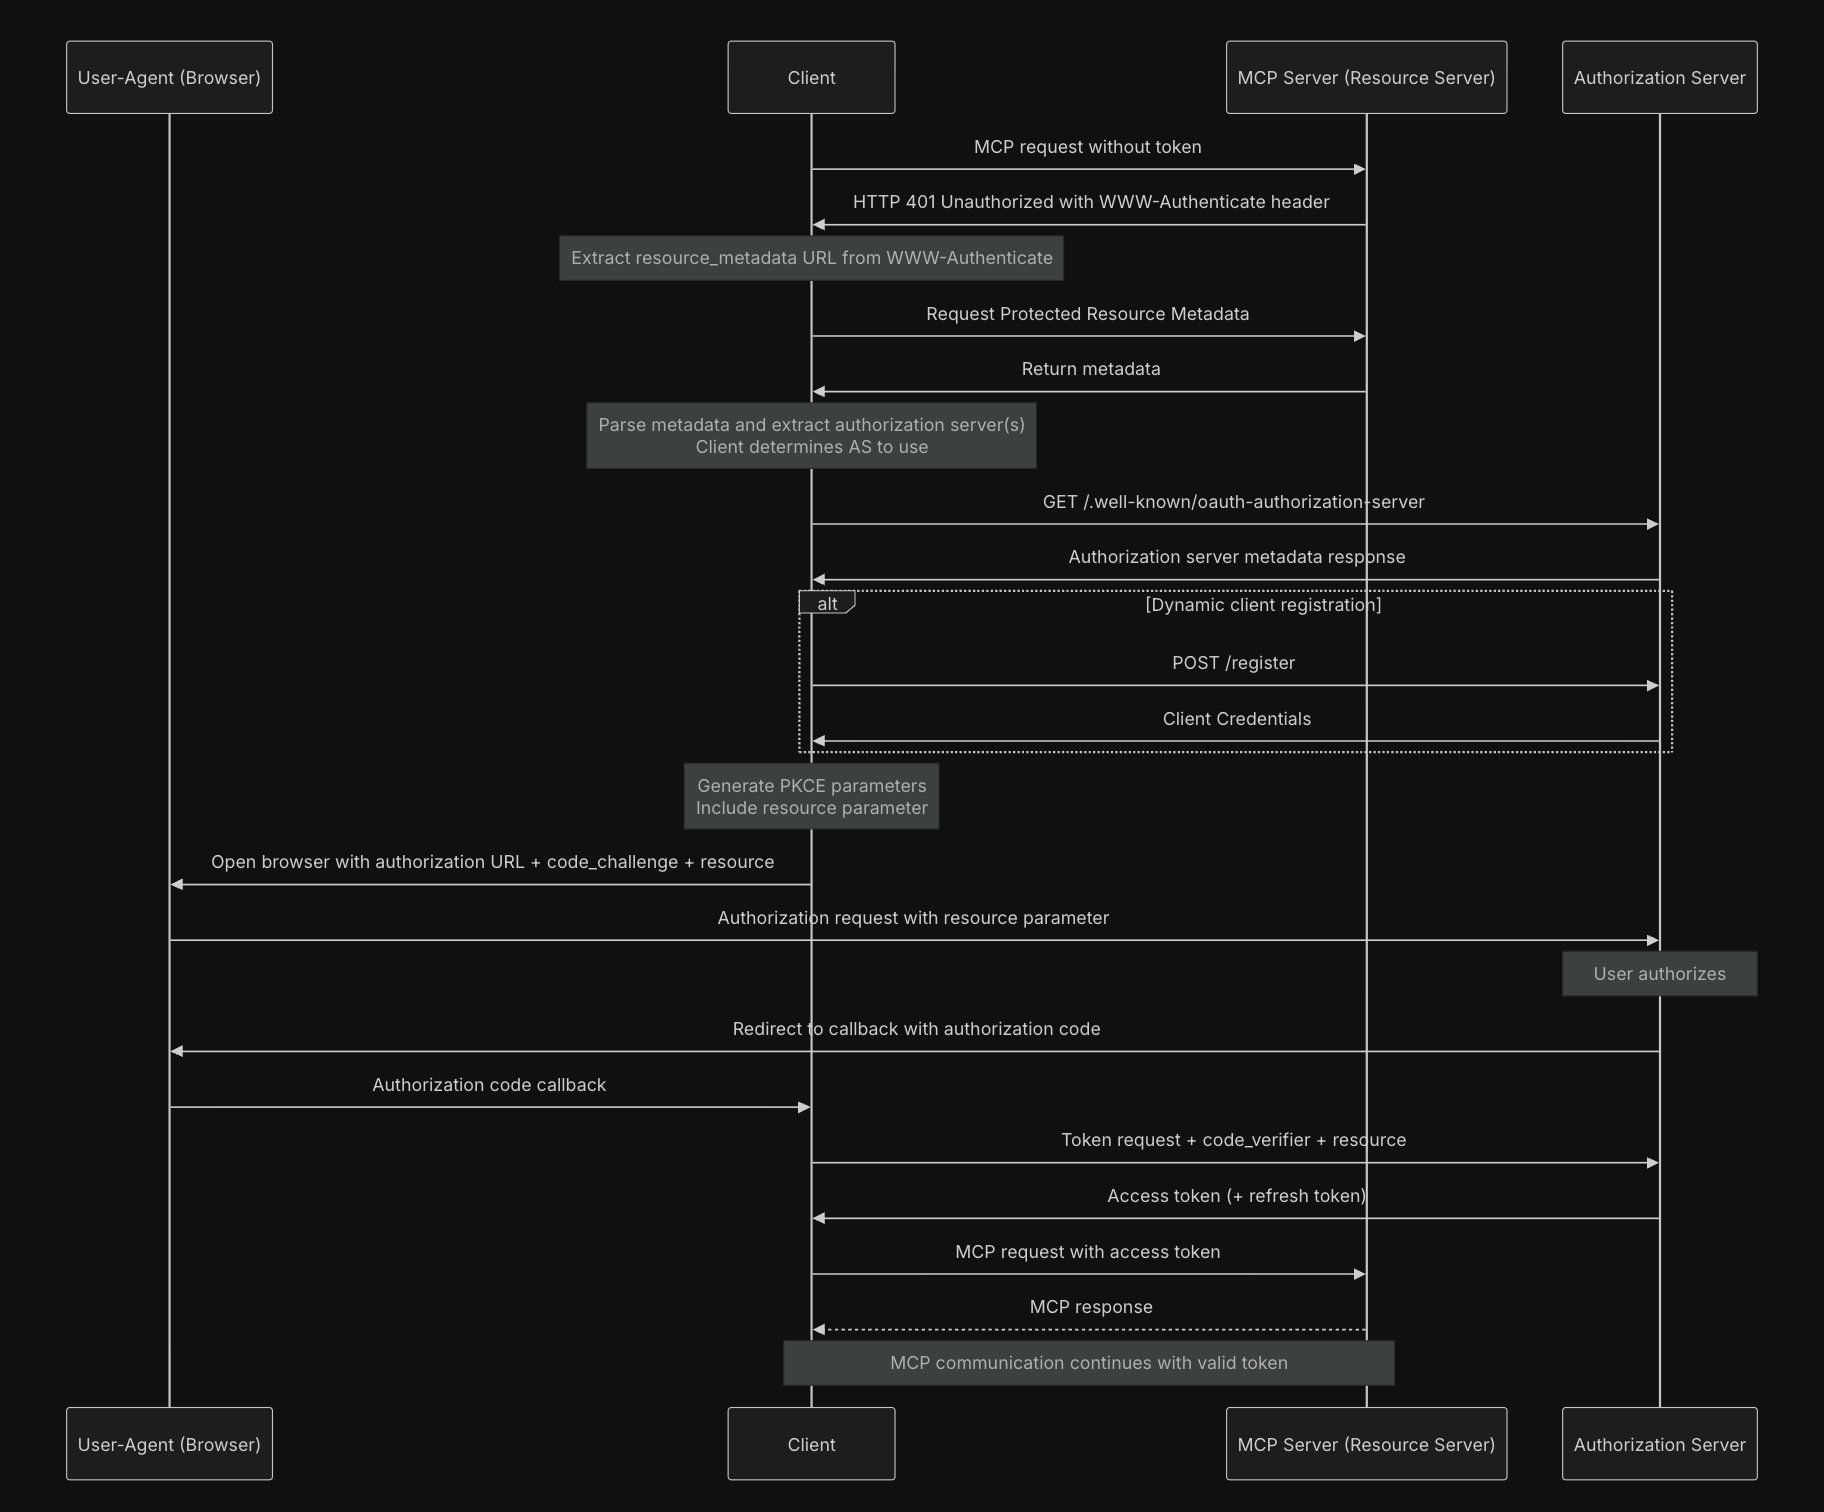 User-Agent (Browser)
Client
MCP Server (Resource Server)
Authorization Server
MCP request without token
HTTP 401 Unauthorized with WWW-Authenticate header
Extract resource_metadata URL from WWW-Authenticate
Request Protected Resource Metadata
Return metadata
Parse metadata and extract authorization server(s)
Client determines AS to use
GET /.well-known/oauth-authorization-server
Authorization server metadata response
alt
[Dynamic client registration]
POST /register
Client Credentials
Generate PKCE parameters
Include resource parameter
Open browser with authorization URL + code_challenge + resource
Authorization request with resource parameter
User authorizes
Redirect to callback with authorization code
Authorization code callback
Token request + code_verifier + resource
Access token (+ refresh token)
MCP request with access token
MCP response
MCP communication continues with valid token
User-Agent (Browser)
Client
MCP Server (Resource Server)
Authorization Server